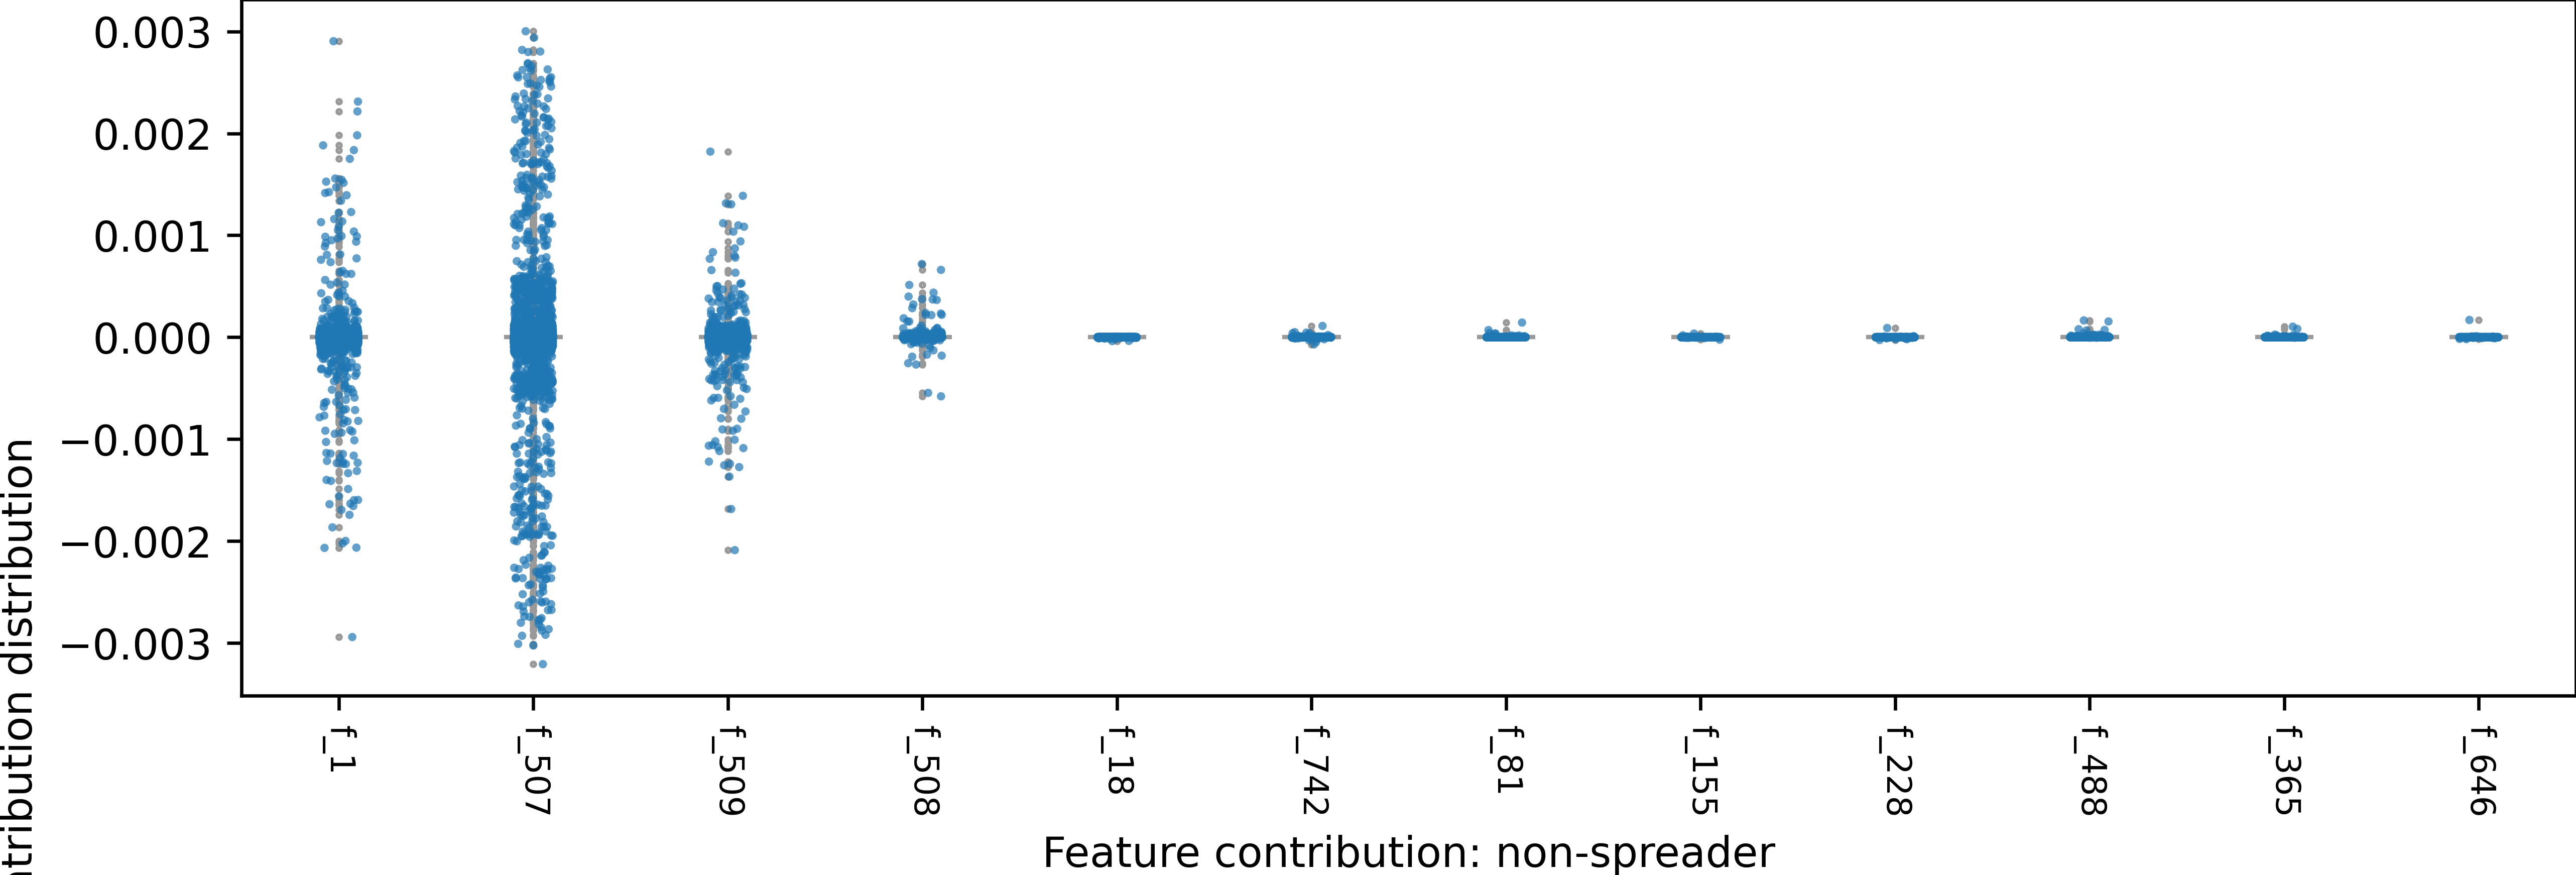 0.003
0.002
0.001
0.000
−0.001
−0.002
−0.003
distribution
f_1
f_507
f_509
f_508
f_18
f_742
f_81
f_155
f_228
f_488
f_365
f_646
Feature contribution: non-spreader